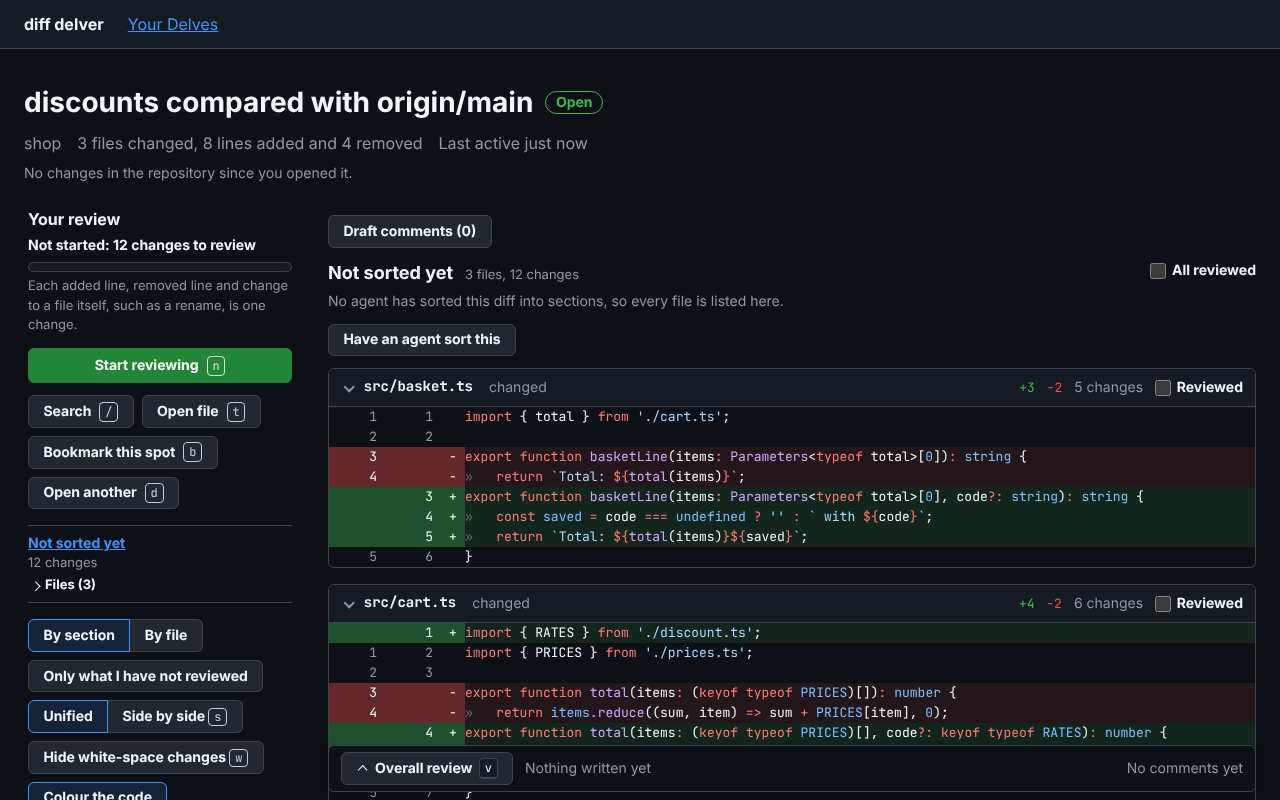 diff delver Your Delves
discounts compared with origin/main Open
shop 3 files changed, 8 lines added and 4 removed Last active just now
No changes in the repository since you opened it.
Your review
Not started: 12 changes to review
Each added line, removed line and change
to a file itself, such as a rename, is one
change.
Start reviewing n
Search / Open file t
Bookmark this spot b
Open another d
Not sorted yet
12 changes
Files (3)
By section By file
Only what I have not reviewed
Unified Side by side s
Hide white-space changes w
Colour the code
Draft comments (0)
Not sorted yet 3 files, 12 changes All reviewed
No agent has sorted this diff into sections, so every file is listed here.
Have an agent sort this
src/basket.ts changed +3 -2 5 changes Reviewed
1 1 import { total } from './cart.ts';
2 2
3 - export function basketLine(items: Parameters<typeof total>[0]): string {
4 - » return `Total: ${total(items)}`;
3 + export function basketLine(items: Parameters<typeof total>[0], code?: string): string {
4 + » const saved = code === undefined ? '' : ` with ${code}`;
5 + » return `Total: ${total(items)}${saved}`;
5 6 }
src/cart.ts changed +4 -2 6 changes Reviewed
1 + import { RATES } from './discount.ts';
1 2 import { PRICES } from './prices.ts';
2 3
3 - export function total(items: (keyof typeof PRICES)[]): number {
4 - » return items.reduce((sum, item) => sum + PRICES[item], 0);
4 + export function total(items: (keyof typeof PRICES)[], code?: keyof typeof RATES): number {
Overall review v Nothing written yet No comments yet
5 7 }